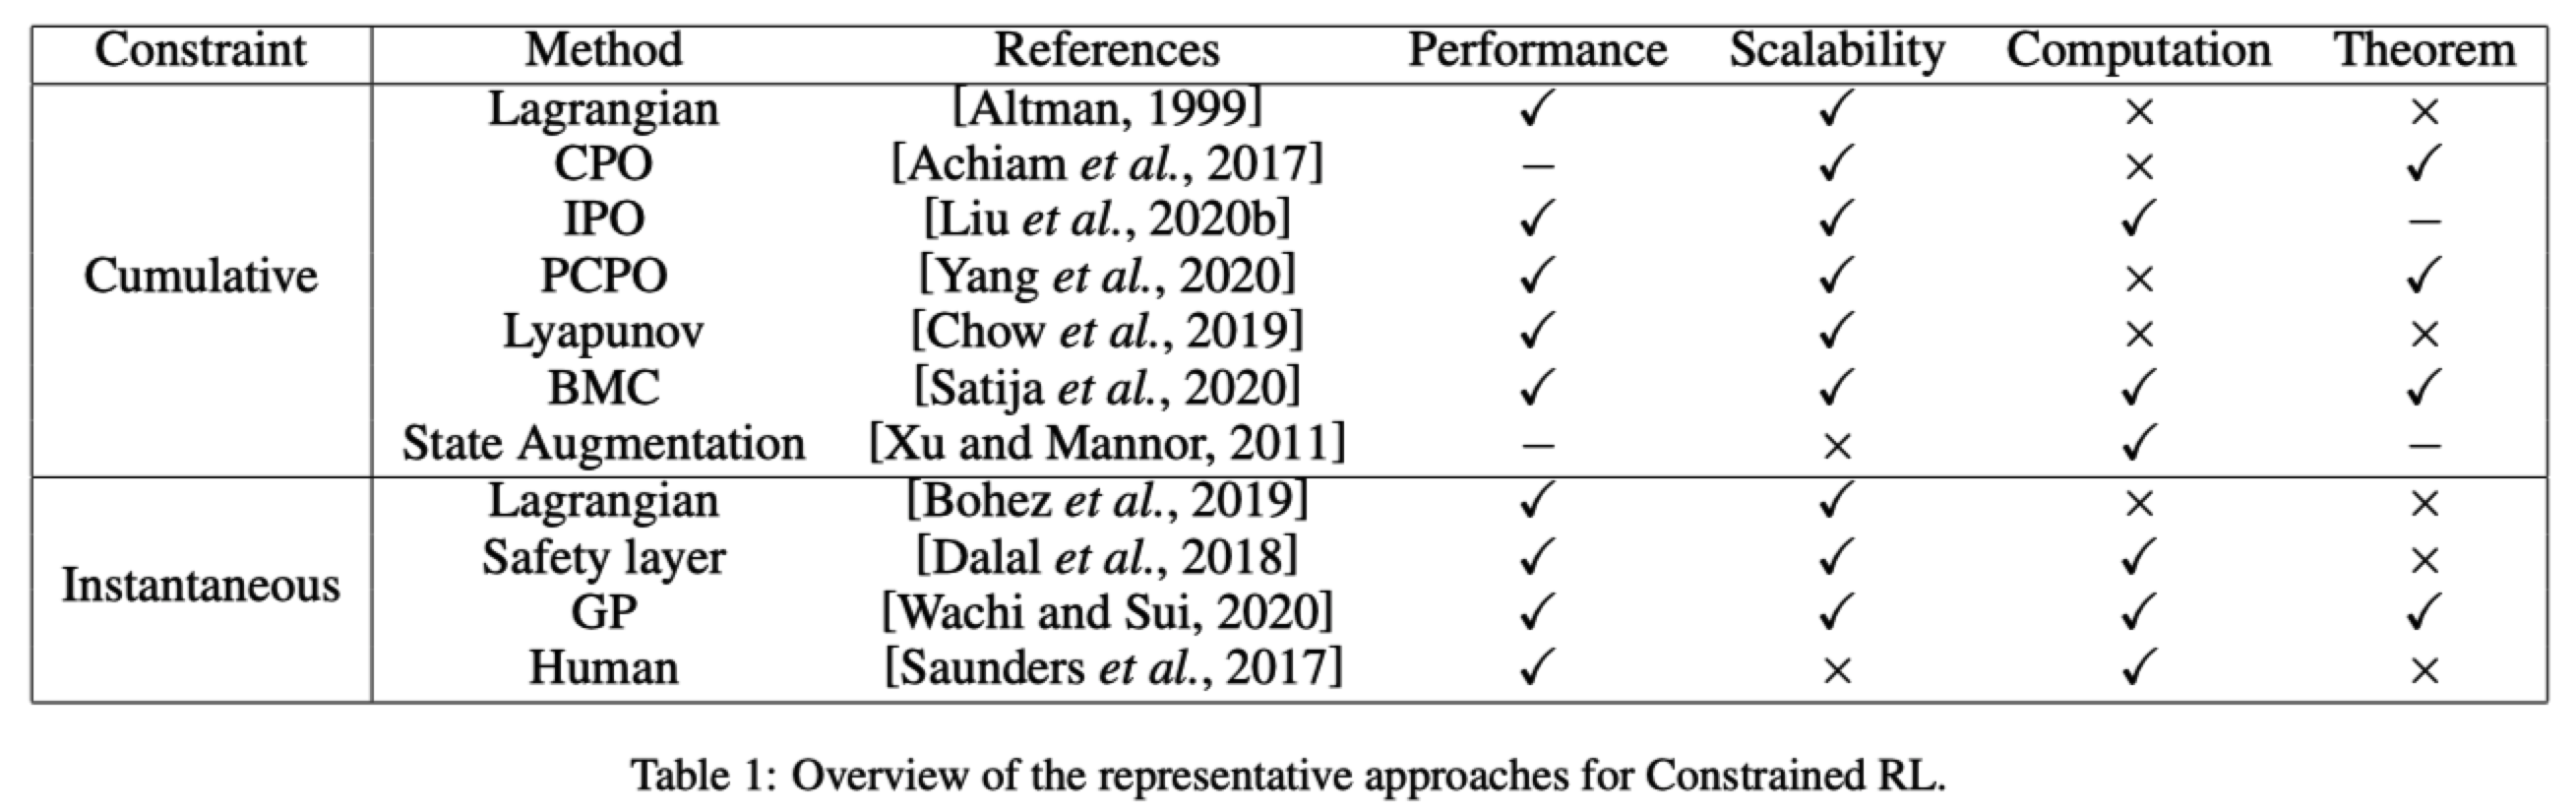 Constraint Method References Performance Scalability Computation Theorem
Lagrangian [Altman, 1999] ✓ ✓ × ×
CPO [Achiam et al., 2017] – ✓ × ✓
IPO [Liu et al., 2020b] ✓ ✓ ✓ –
Cumulative PCPO [Yang et al., 2020] ✓ ✓ × ✓
Lyapunov [Chow et al., 2019] ✓ ✓ × ×
BMC [Satija et al., 2020] ✓ ✓ ✓ ✓
State Augmentation [Xu and Mannor, 2011] – × ✓ –
Lagrangian [Bohez et al., 2019] ✓ ✓ × ×
Safety layer [Dalal et al., 2018] ✓ ✓ ✓ ×
Instantaneous
GP [Wachi and Sui, 2020] ✓ ✓ ✓ ✓
Human [Saunders et al., 2017] ✓ × ✓ ×
Table 1: Overview of the representative approaches for Constrained RL.